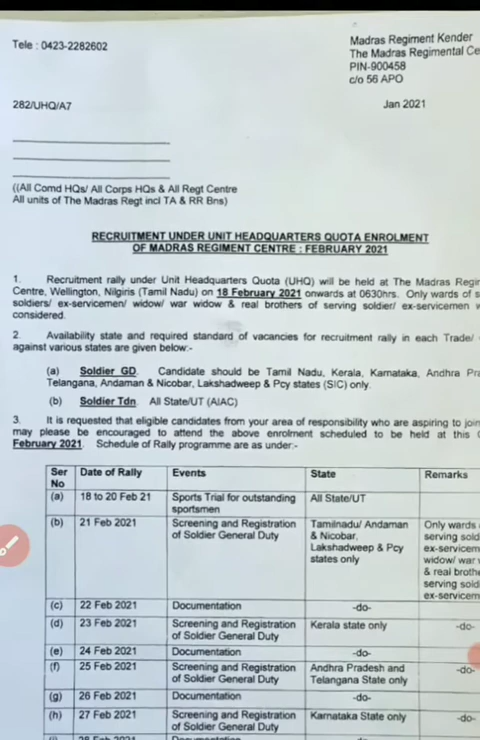 Tele : 0423-2282602
Madras Regiment Kender
The Madras Regimental
PIN-900458
c/o 56 APO
282/UHQ/A7
Jan 2021
((All Comd HQs/ All Corps HQs & All Regt Centre
All units of The Madras Regt incl TA & RR Bns)
RECRUITMENT UNDER UNIT HEADQUARTERS QUOTA ENROLMENT
OF MADRAS REGIMENT CENTRE : FEBRUARY 2021
1. Recruitment rally under Unit Headquarters Quota (UHQ) will be held at The Madras
Centre, Wellington, Nilgiris (Tamil Nadu) on 18 February 2021 onwards at 0630hrs. Only wards of
soldiers/ ex-servicemen/ widow/ war widow & real brothers of serving soldier/ ex-servicemen
considered.
2. Availability state and required standard of vacancies for recruitment rally in each Trade/
against various states are given below:-
(a) Soldier GD. Candidate should be Tamil Nadu, Kerala, Karnataka, Andhra
Telangana, Andaman & Nicobar, Lakshadweep & Pcy states (SIC) only.
(b) Soldier Tdn. All State/UT (AIAC)
3. It is requested that eligible candidates from your area of responsibility who are aspiring to join
may please be encouraged to attend the above enrolment scheduled to be held at this
February 2021. Schedule of Rally programme are as under:-
Ser No Date of Rally Events State Remarks
(a) 18 to 20 Feb 21 Sports Trial for outstanding sportsmen All State/UT
(b) 21 Feb 2021 Screening and Registration of Soldier General Duty Tamilnadu/ Andaman & Nicobar, Lakshadweep & Pcy states only Only wards serving ex-servicem widow/ war & real serving ex-servicem
(c) 22 Feb 2021 Documentation -do-
(d) 23 Feb 2021 Screening and Registration of Soldier General Duty Kerala state only -do-
(e) 24 Feb 2021 Documentation -do-
(f) 25 Feb 2021 Screening and Registration of Soldier General Duty Andhra Pradesh and Telangana State only -do-
(g) 26 Feb 2021 Documentation -do-
(h) 27 Feb 2021 Screening and Registration of Soldier General Duty Karnataka State only -do-